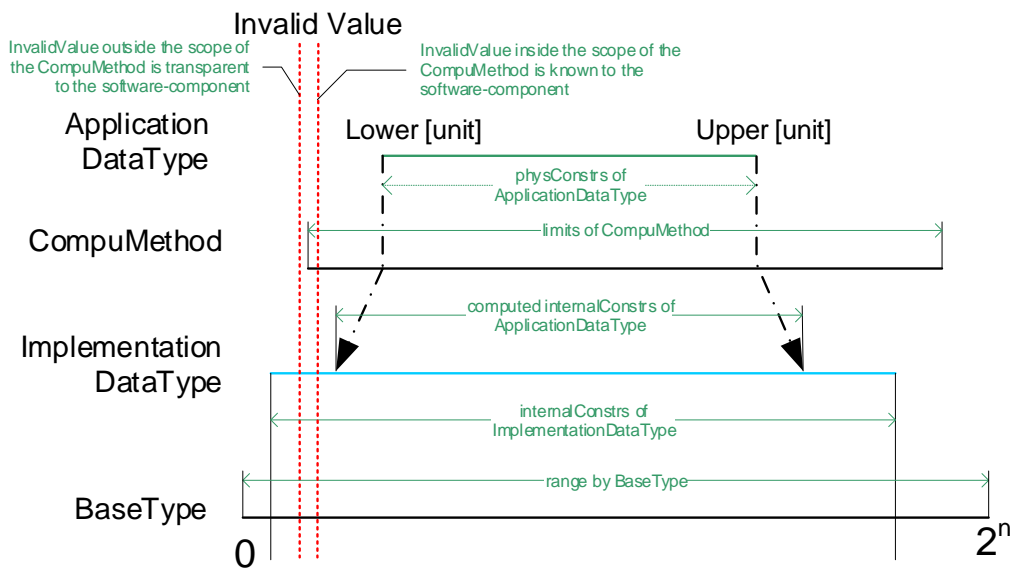 Invalid Value
InvalidValue outside the scope of
the CompuMethod is transparent
to the software-component
InvalidValue inside the scope of the
CompuMethod is known to the
software-component
Application
DataType
Lower [unit]
Upper [unit]
physConstrs of
ApplicationDataType
CompuMethod
limits of CompuMethod
computed internalConstrs of
ApplicationDataType
Implementation
DataType
internalConstrs of
ImplementationDataType
range by BaseType
BaseType
0
2^n